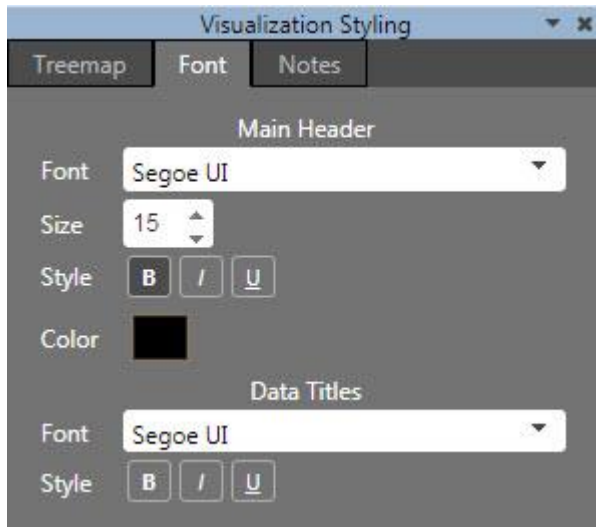 Visualization Styling
Treemap Font Notes
Main Header
Font Segoe UI
Size 15
Style B I U
Color
Data Titles
Font Segoe UI
Style B I U